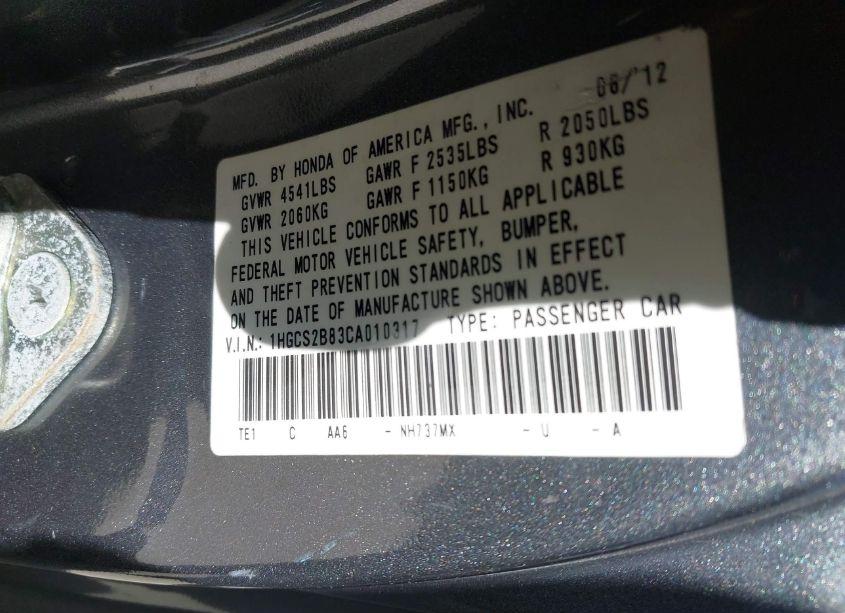 06/12
MFD. BY HONDA OF AMERICA MFG., INC.
GVWR 4541LBS GAWR F 2535LBS R 2050LBS
GVWR 2060KG GAWR F 1150KG R 930KG
THIS VEHICLE CONFORMS TO ALL APPLICABLE
FEDERAL MOTOR VEHICLE SAFETY, BUMPER,
AND THEFT PREVENTION STANDARDS IN EFFECT
ON THE DATE OF MANUFACTURE SHOWN ABOVE.
V.I.N.: 1HGCS2B83CA010317 TYPE: PASSENGER CAR
TE1 C AA6 - NH737MX - U - A